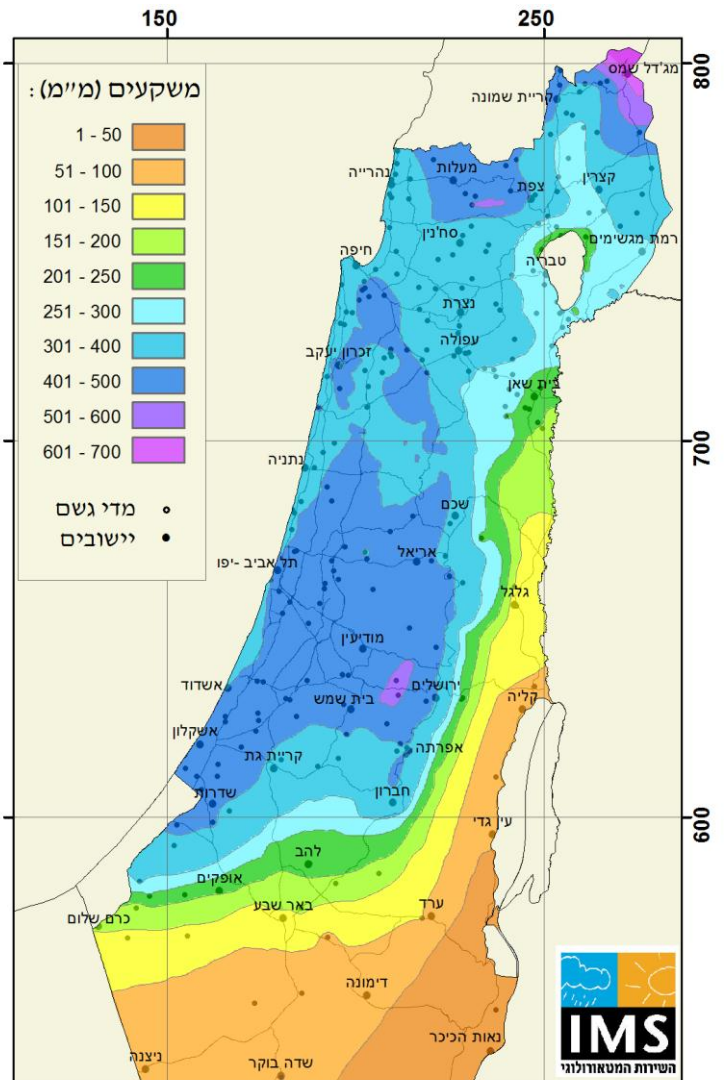 150
250
משקעים (מ״מ):
1 - 50
51 - 100
101 - 150
151 - 200
201 - 250
251 - 300
301 - 400
401 - 500
501 - 600
601 - 700
מדי גשם
יישובים
800
700
600
מג'דל שמס
קריית שמונה
מעלות
נהרייה
צפת
קצרין
סח'נין
רמת מגשימים
חיפה
טבריה
נצרת
עפולה
זכרון יעקב
בית שאן
נתניה
שכם
אריאל
תל אביב -יפו
גלגל
מודיעין
ירושלים
אשדוד
קליה
בית שמש
אשקלון
אפרתה
קריית גת
חברון
שדרות
עין גדי
להב
אופקים
ערד
באר שבע
כרם שלום
דימונה
נאות הכיכר
ניצנה
שדה בוקר
IMS
השירות המטאורולוגי